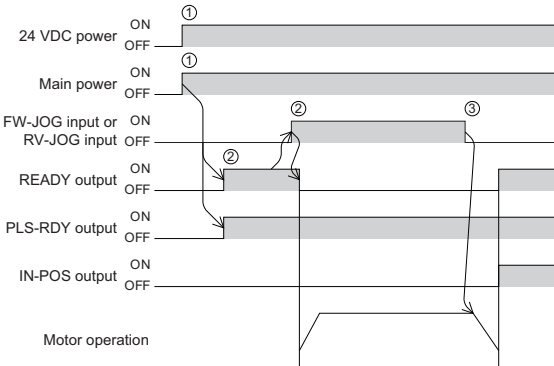 ①
24 VDC power ON
OFF
①
Main power ON
OFF
② ③
FW-JOG input or ON
RV-JOG input OFF
②
READY output ON
OFF
PLS-RDY output ON
OFF
IN-POS output ON
OFF
Motor operation